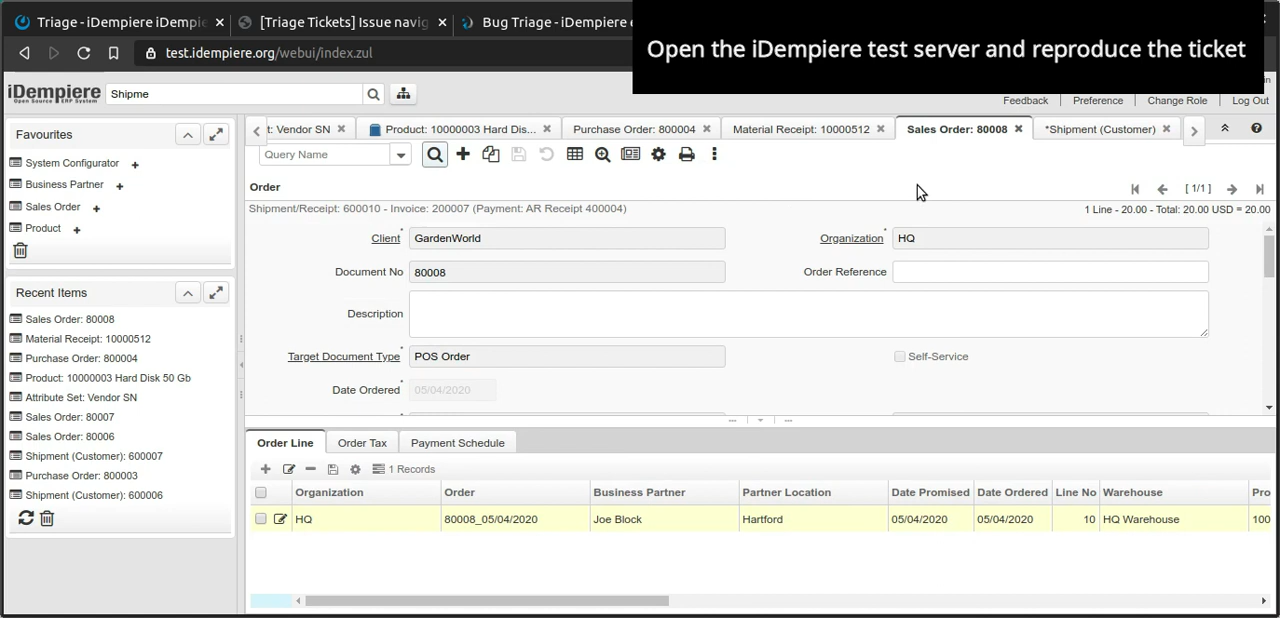 Triage - iDempiere iDempie
[Triage Tickets] Issue navig
Bug Triage - iDempiere e
Open the iDempiere test server and reproduce the ticket
test.idempiere.org/webui/index.zul
iDempiere
Open Source ERP System
Shipme
Feedback
Preference
Change Role
Log Out
Favourites
System Configurator
Business Partner
Sales Order
Product
Recent Items
Sales Order: 80008
Material Receipt: 10000512
Purchase Order: 800004
Product: 10000003 Hard Disk 50 Gb
Attribute Set: Vendor SN
Sales Order: 80007
Sales Order: 80006
Shipment (Customer): 600007
Purchase Order: 800003
Shipment (Customer): 600006
t: Vendor SN
Product: 10000003 Hard Dis...
Purchase Order: 800004
Material Receipt: 10000512
Sales Order: 80008
*Shipment (Customer)
Query Name
Order
[ 1/1 ]
Shipment/Receipt: 600010 - Invoice: 200007 (Payment: AR Receipt 400004)
1 Line - 20.00 - Total: 20.00 USD = 20.00
Client * GardenWorld
Organization * HQ
Document No 80008
Order Reference
Description
Target Document Type * POS Order
Self-Service
Date Ordered * 05/04/2020
Order Line
Order Tax
Payment Schedule
1 Records
Organization Order Business Partner Partner Location Date Promised Date Ordered Line No Warehouse Pro
HQ 80008_05/04/2020 Joe Block Hartford 05/04/2020 05/04/2020 10 HQ Warehouse 100